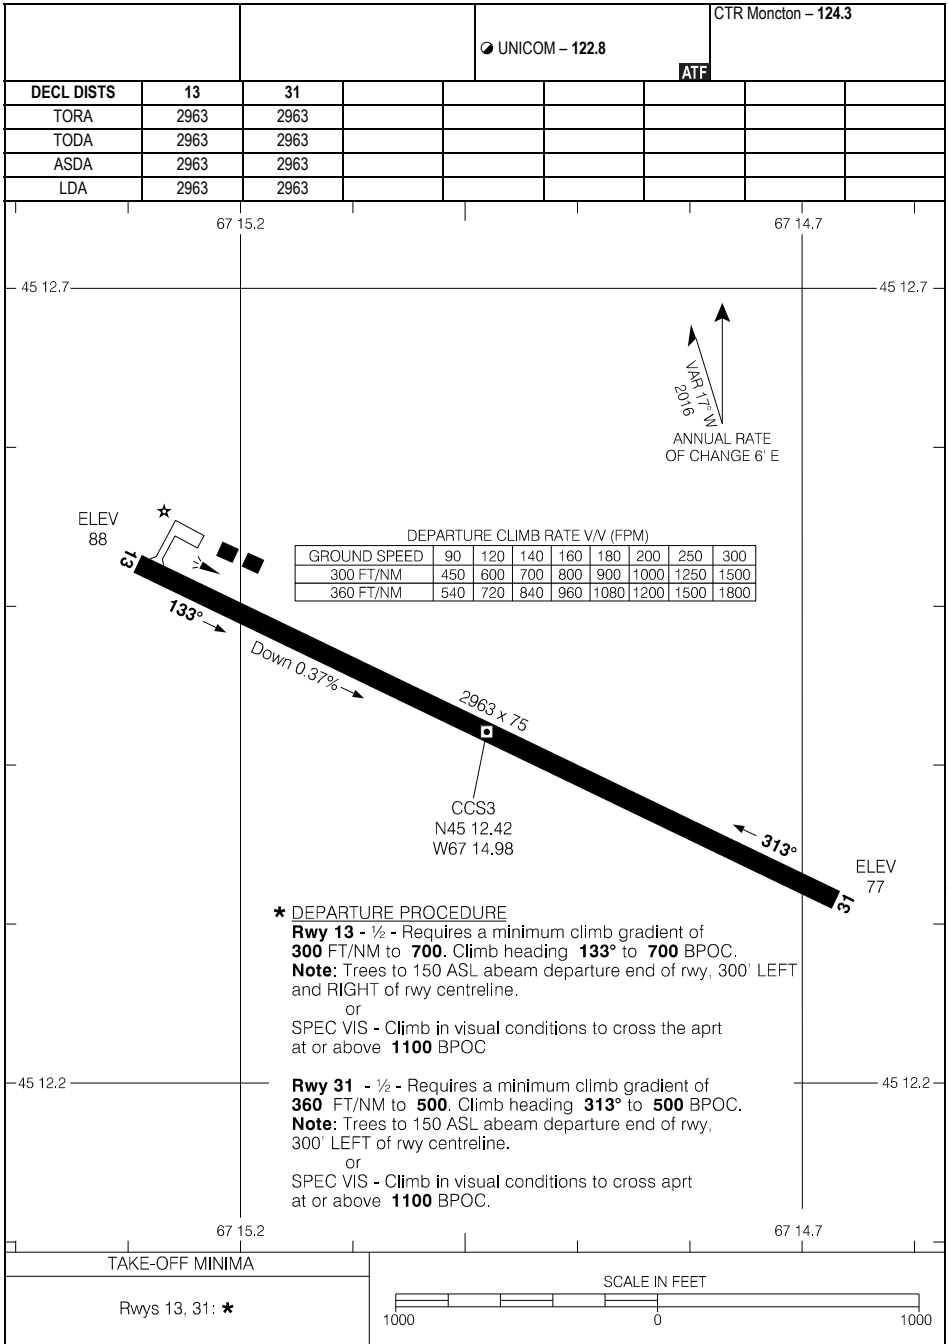 CTR Moncton – 124.3
UNICOM – 122.8
ATF
DECL DISTS 13 31
TORA 2963 2963
TODA 2963 2963
ASDA 2963 2963
LDA 2963 2963
67 15.2 67 14.7
45 12.7 45 12.7
VAR 17° W
2016
ANNUAL RATE
OF CHANGE 6' E
ELEV
88
13
133°
Down 0.37%
DEPARTURE CLIMB RATE V/V (FPM)
GROUND SPEED 90 120 140 160 180 200 250 300
300 FT/NM 450 600 700 800 900 1000 1250 1500
360 FT/NM 540 720 840 960 1080 1200 1500 1800
2963 x 75
CCS3
N45 12.42
W67 14.98
313°
ELEV
77
31
* DEPARTURE PROCEDURE
Rwy 13 - ½ - Requires a minimum climb gradient of
300 FT/NM to 700. Climb heading 133° to 700 BPOC.
Note: Trees to 150 ASL abeam departure end of rwy, 300' LEFT
and RIGHT of rwy centreline.
or
SPEC VIS - Climb in visual conditions to cross the aprt
at or above 1100 BPOC
45 12.2 45 12.2
Rwy 31 - ½ - Requires a minimum climb gradient of
360 FT/NM to 500. Climb heading 313° to 500 BPOC.
Note: Trees to 150 ASL abeam departure end of rwy,
300' LEFT of rwy centreline.
or
SPEC VIS - Climb in visual conditions to cross aprt
at or above 1100 BPOC.
67 15.2 67 14.7
TAKE-OFF MINIMA
Rwys 13, 31: *
SCALE IN FEET
1000 0 1000